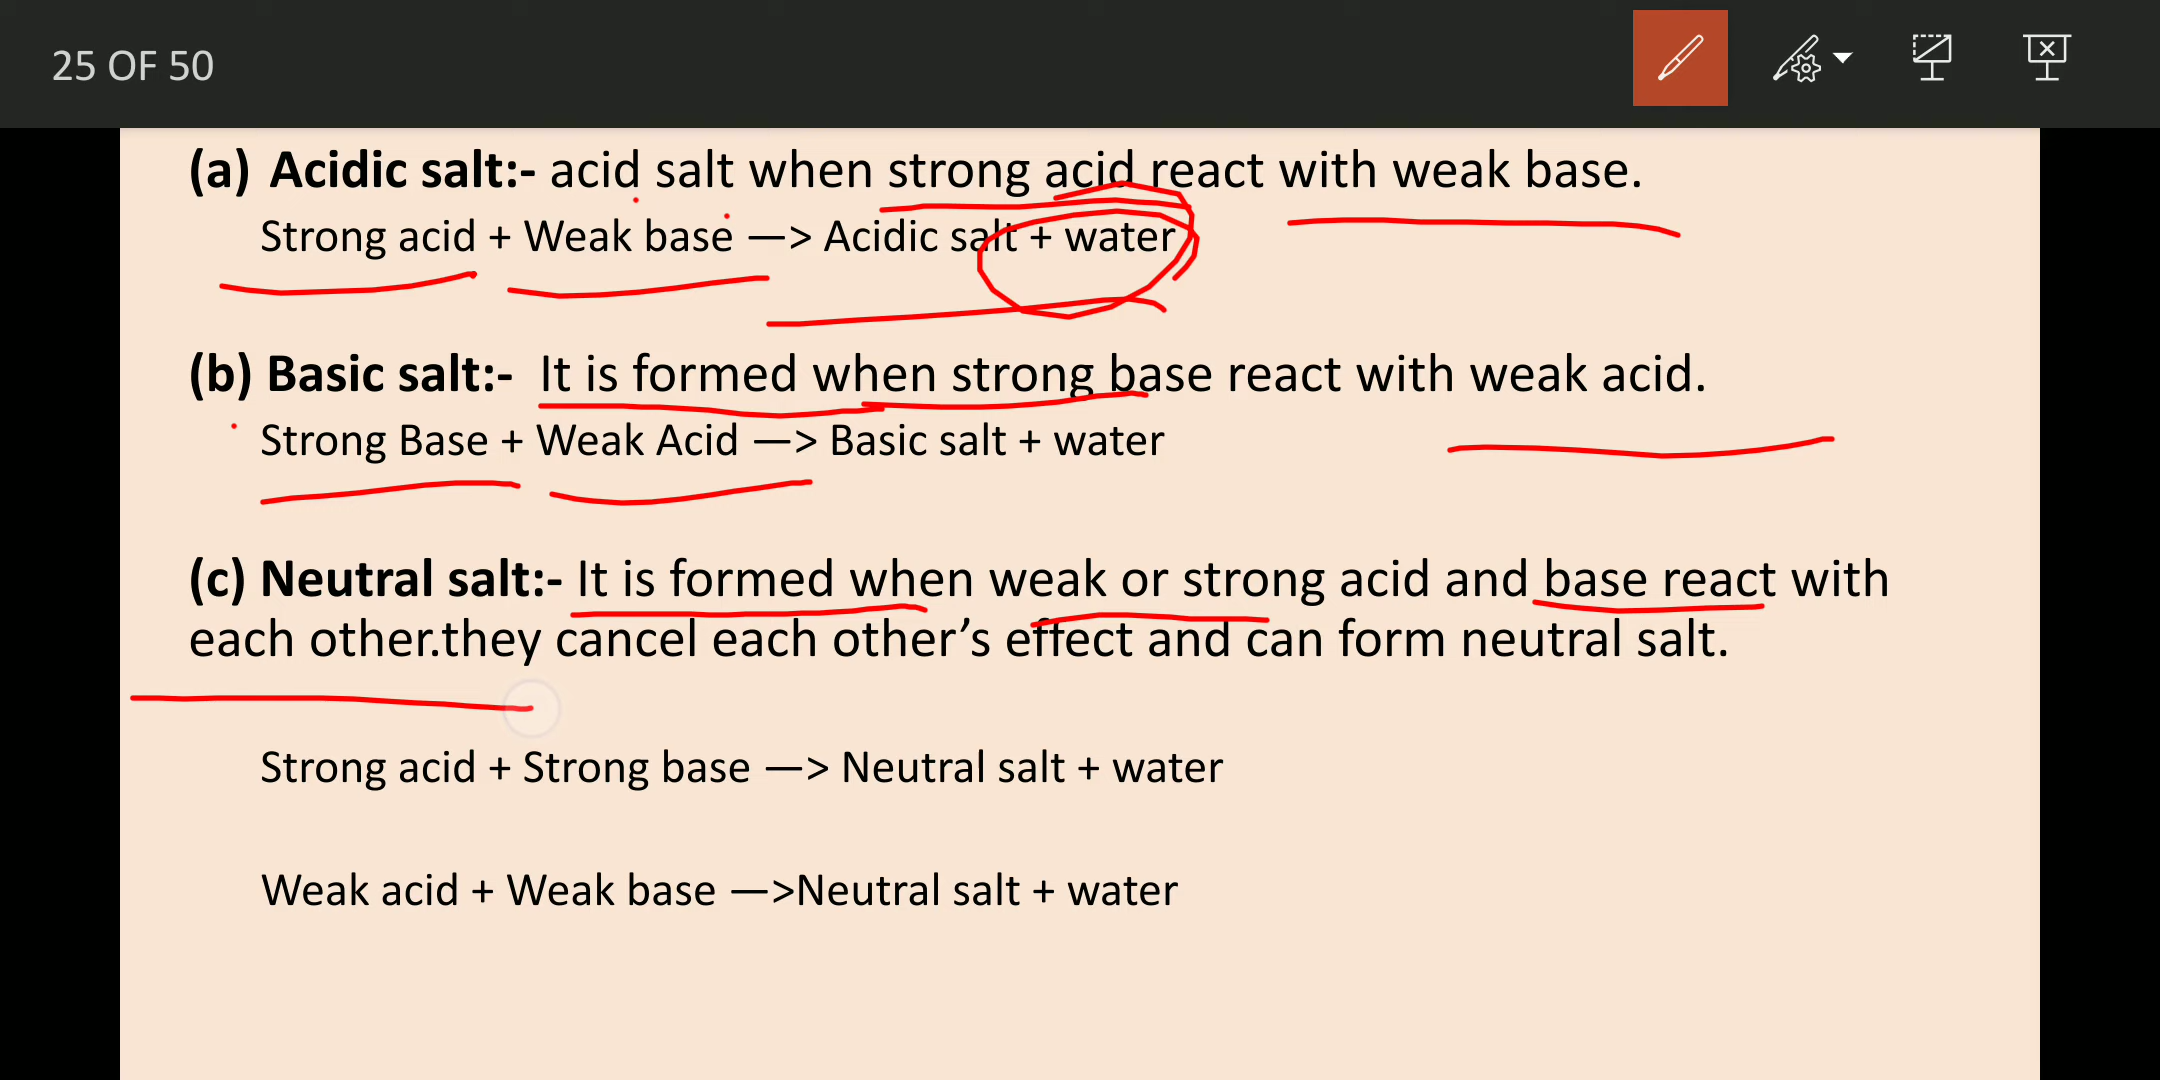 25 OF 50
(a) Acidic salt:- acid salt when strong acid react with weak base.
Strong acid + Weak base —> Acidic salt + water
(b) Basic salt:- It is formed when strong base react with weak acid.
Strong Base + Weak Acid —> Basic salt + water
(c) Neutral salt:- It is formed when weak or strong acid and base react with
each other.they cancel each other’s effect and can form neutral salt.
Strong acid + Strong base —> Neutral salt + water
Weak acid + Weak base —>Neutral salt + water